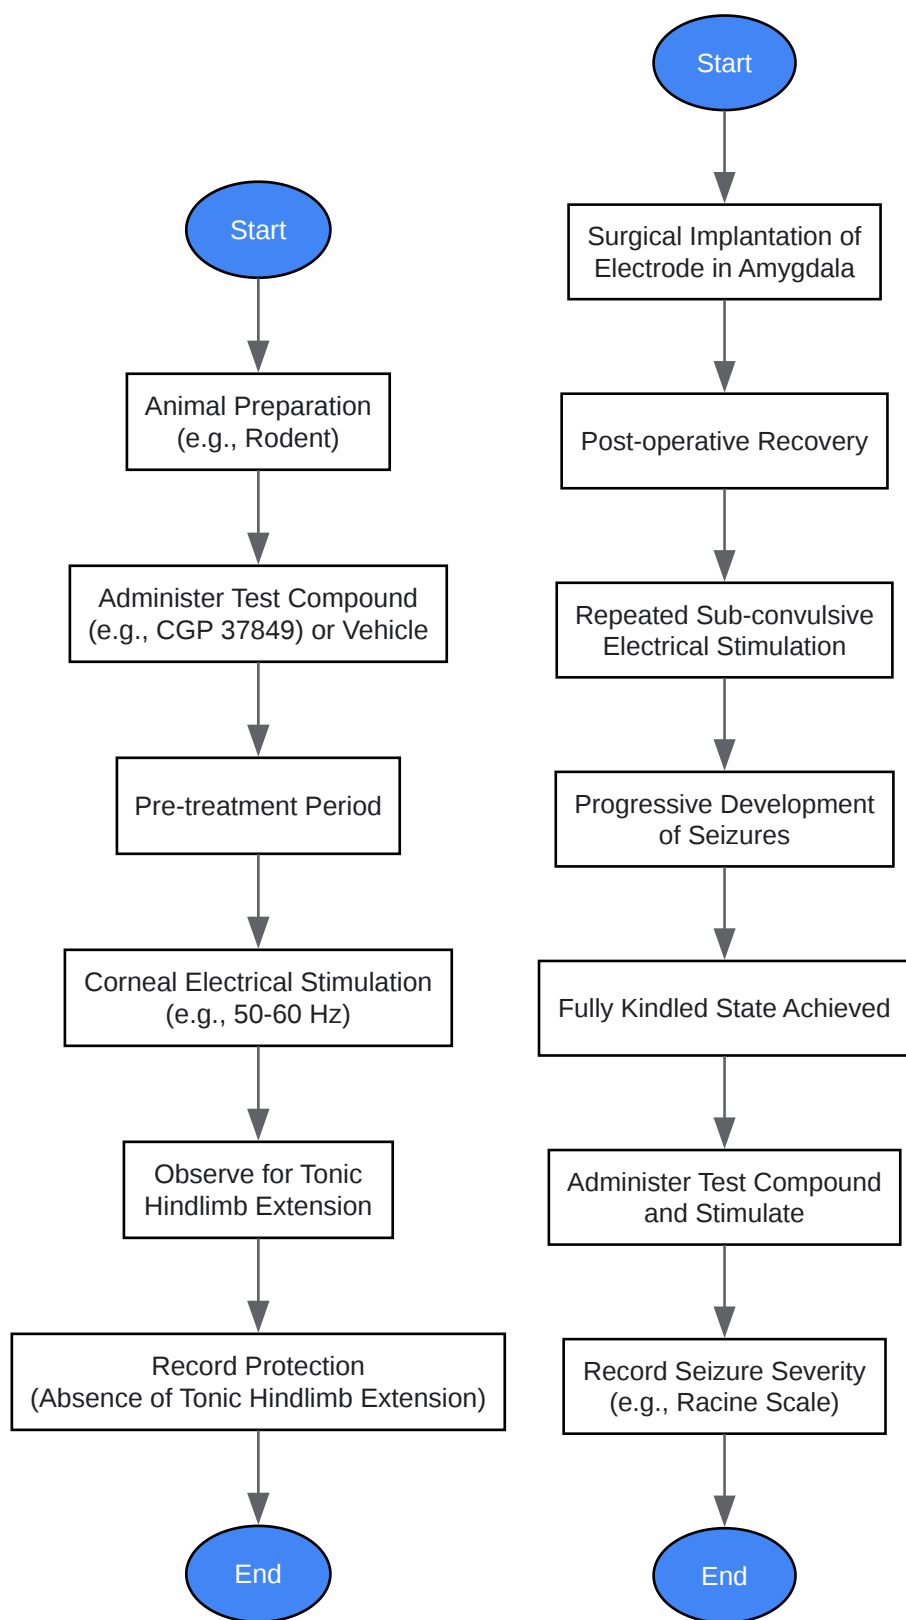 Start
Animal Preparation
(e.g., Rodent)
Administer Test Compound
(e.g., CGP 37849) or Vehicle
Pre-treatment Period
Corneal Electrical Stimulation
(e.g., 50-60 Hz)
Observe for Tonic
Hindlimb Extension
Record Protection
(Absence of Tonic Hindlimb Extension)
End
Start
Surgical Implantation of
Electrode in Amygdala
Post-operative Recovery
Repeated Sub-convulsive
Electrical Stimulation
Progressive Development
of Seizures
Fully Kindled State Achieved
Administer Test Compound
and Stimulate
Record Seizure Severity
(e.g., Racine Scale)
End